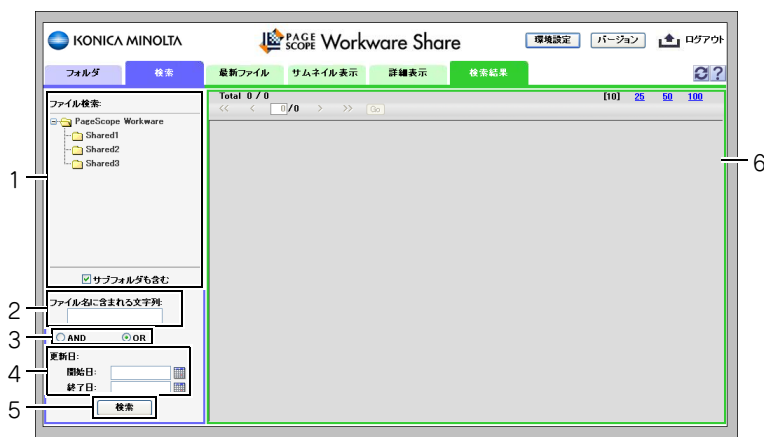 KONICA MINOLTA
PAGE SCOPE Workware Share
環境設定 バージョン ログアウト
フォルダ 検索 最新ファイル サムネイル表示 詳細表示 検索結果
?
ファイル検索:
PageScope Workware
Shared1
Shared2
Shared3
サブフォルダも含む
ファイル名に含まれる文字列:
AND OR
更新日:
開始日:
終了日:
検索
Total 0 / 0 [10] 25 50 100
<< < 0/0 > >> Go
1
2
3
4
5
6